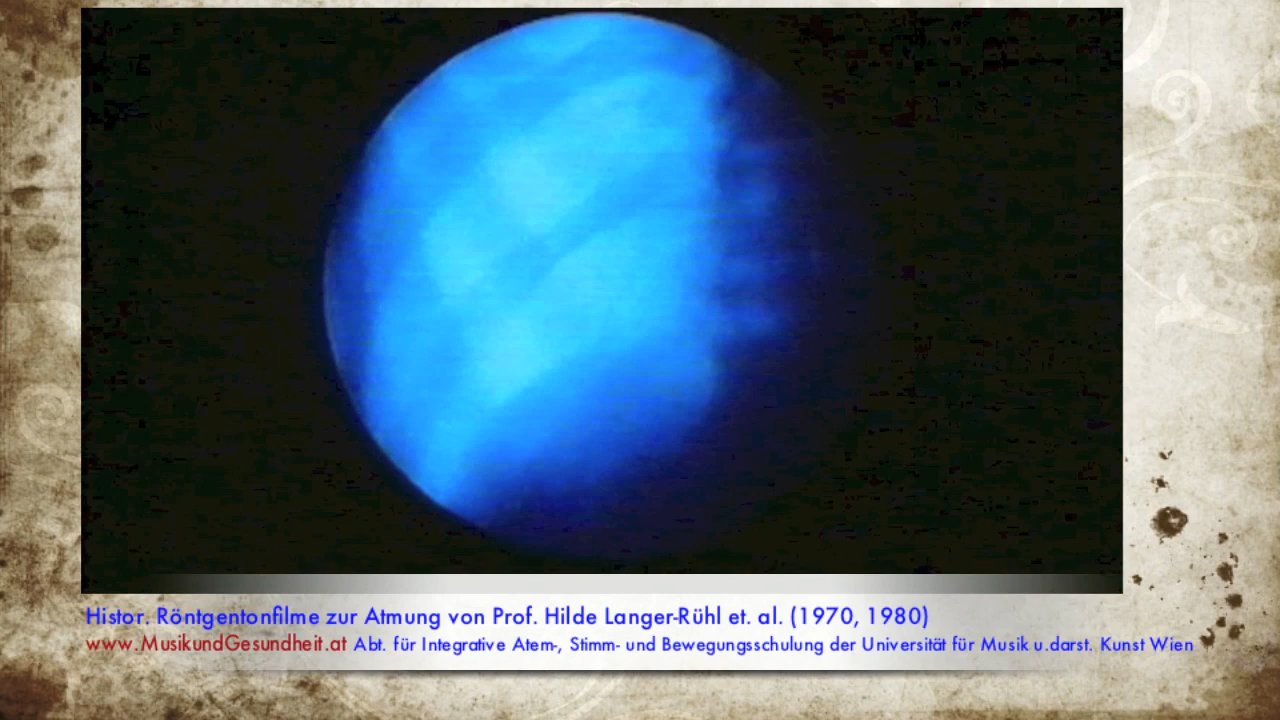 Histor. Röntgentonfilme zur Atmung von Prof. Hilde Langer-Rühl et. al. (1970, 1980)
www.MusikundGesundheit.at Abt. für Integrative Atem-, Stimm- und Bewegungsschulung der Universität für Musik u.darst. Kunst Wien